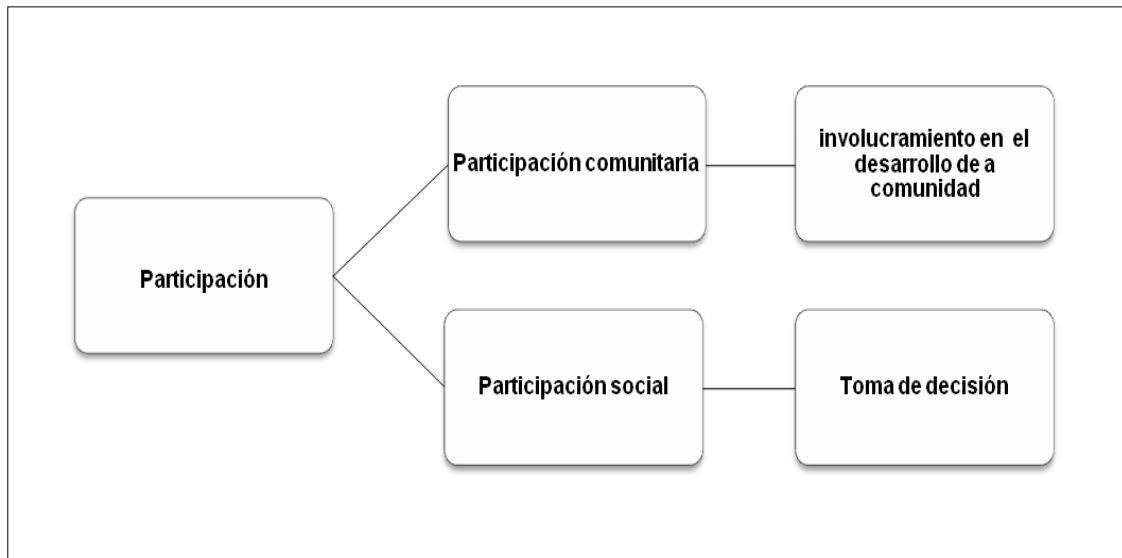 Participación
Participación comunitaria
involucramiento en el
desarrollo de a
comunidad
Participación social
Toma de decisión